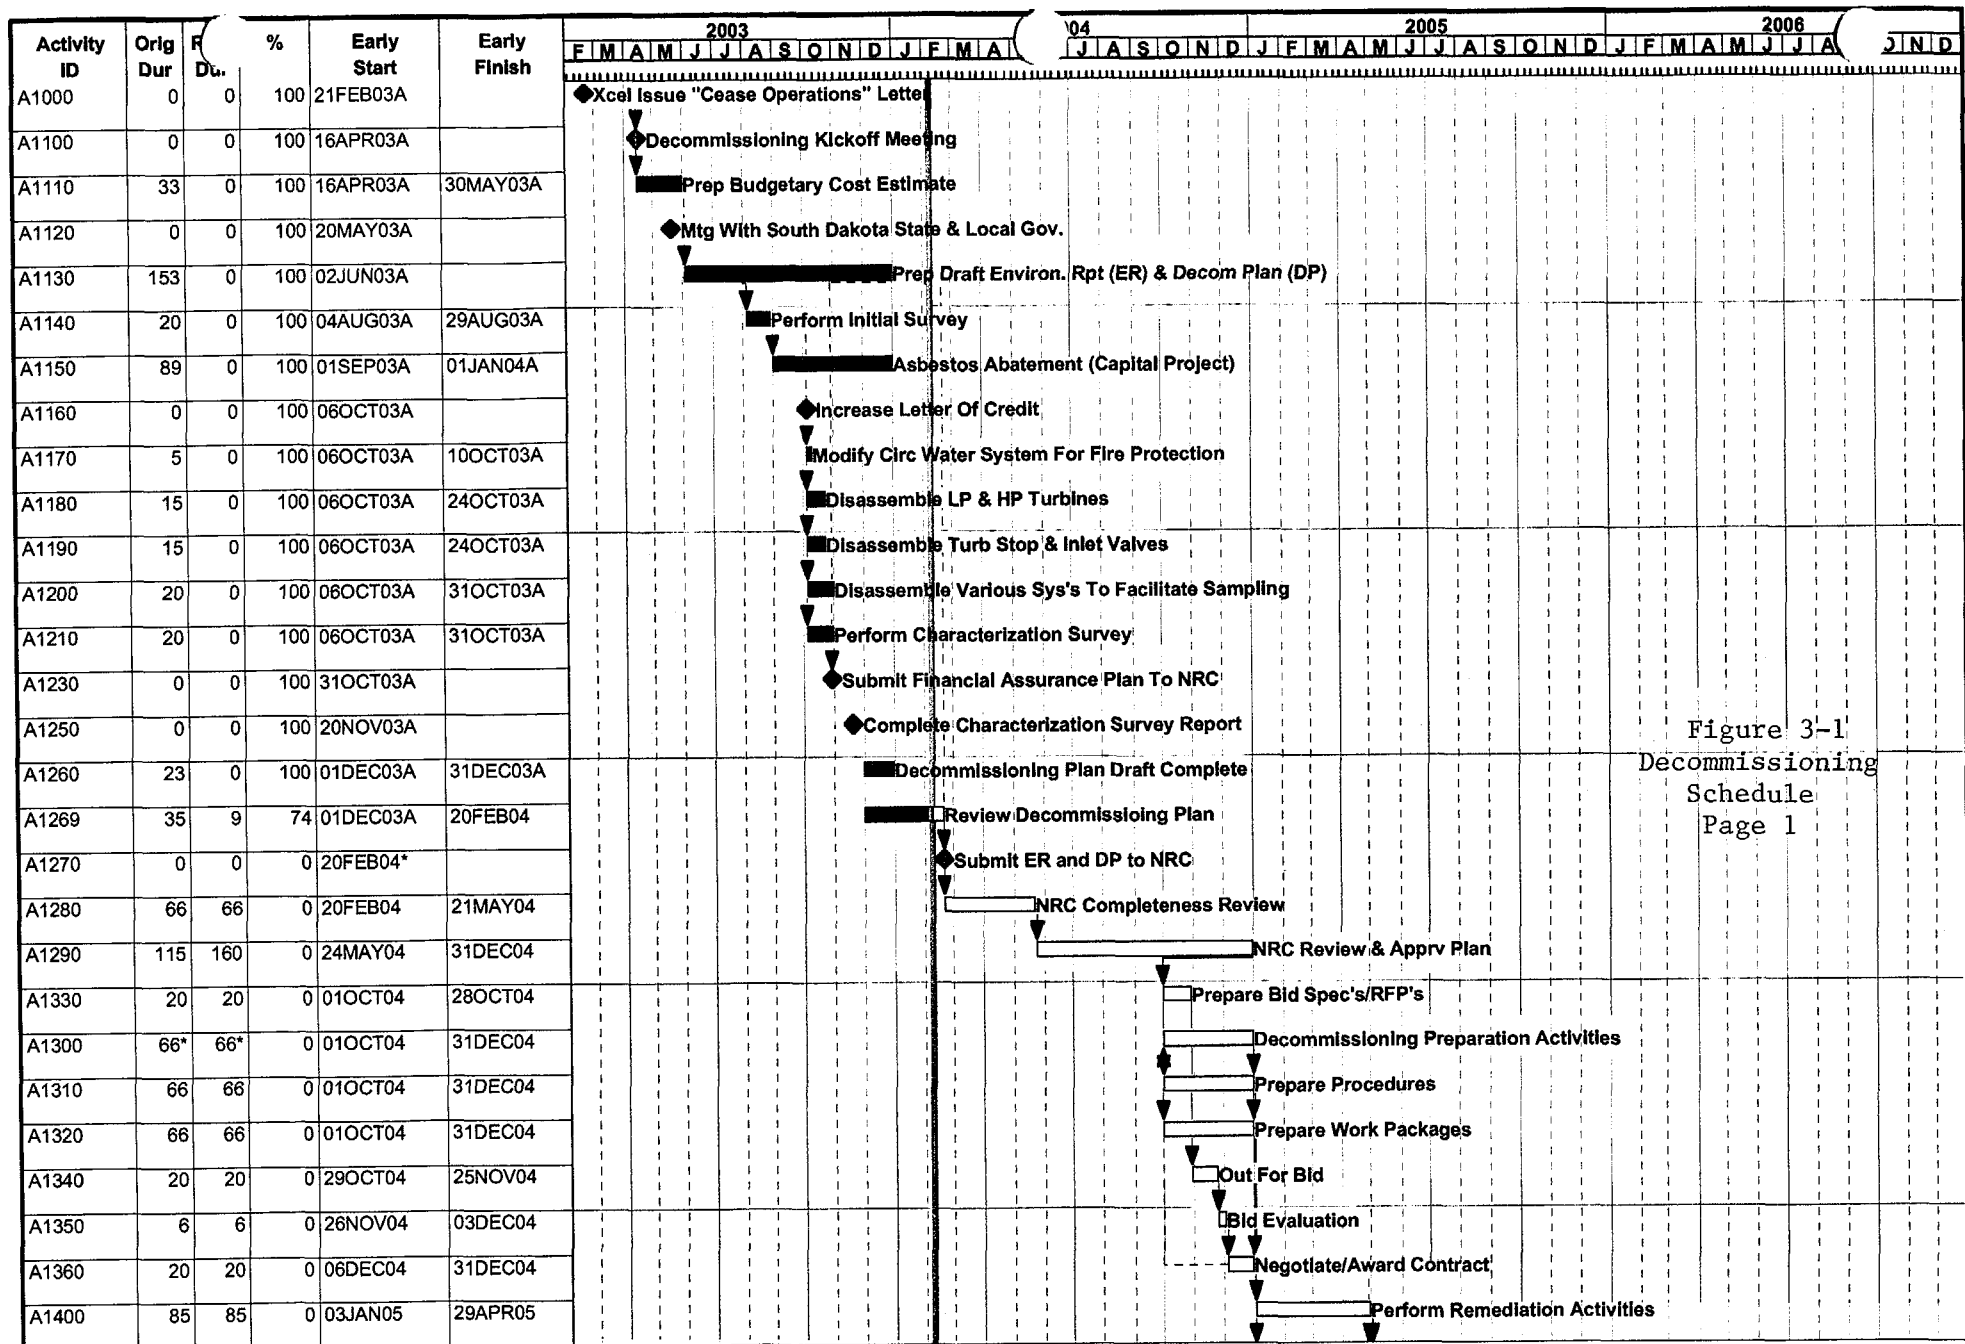 2003 04 2005 2006
Activity ID Orig Dur Du. % Early Start Early Finish
F M A M J J A S O N D J F M A J A S O N D J F M A M J J A S O N D J F M A M J J A J N D
A1000 0 0 100 21FEB03A Xcel Issue "Cease Operations" Letter
A1100 0 0 100 16APR03A Decommissioning Kickoff Meeting
A1110 33 0 100 16APR03A 30MAY03A Prep Budgetary Cost Estimate
A1120 0 0 100 20MAY03A Mtg With South Dakota State & Local Gov.
A1130 153 0 100 02JUN03A Prep Draft Environ. Rpt (ER) & Decom Plan (DP)
A1140 20 0 100 04AUG03A 29AUG03A Perform Initial Survey
A1150 89 0 100 01SEP03A 01JAN04A Asbestos Abatement (Capital Project)
A1160 0 0 100 06OCT03A Increase Letter Of Credit
A1170 5 0 100 06OCT03A 10OCT03A Modify Circ Water System For Fire Protection
A1180 15 0 100 06OCT03A 24OCT03A Disassemble LP & HP Turbines
A1190 15 0 100 06OCT03A 24OCT03A Disassemble Turb Stop & Inlet Valves
A1200 20 0 100 06OCT03A 31OCT03A Disassemble Various Sys's To Facilitate Sampling
A1210 20 0 100 06OCT03A 31OCT03A Perform Characterization Survey
A1230 0 0 100 31OCT03A Submit Financial Assurance Plan To NRC
A1250 0 0 100 20NOV03A Complete Characterization Survey Report
A1260 23 0 100 01DEC03A 31DEC03A Decommissioning Plan Draft Complete
A1269 35 9 74 01DEC03A 20FEB04 Review Decommissioing Plan
A1270 0 0 0 20FEB04* Submit ER and DP to NRC
A1280 66 66 0 20FEB04 21MAY04 NRC Completeness Review
A1290 115 160 0 24MAY04 31DEC04 NRC Review & Apprv Plan
A1330 20 20 0 01OCT04 28OCT04 Prepare Bid Spec's/RFP's
A1300 66* 66* 0 01OCT04 31DEC04 Decommissioning Preparation Activities
A1310 66 66 0 01OCT04 31DEC04 Prepare Procedures
A1320 66 66 0 01OCT04 31DEC04 Prepare Work Packages
A1340 20 20 0 29OCT04 25NOV04 Out For Bid
A1350 6 6 0 26NOV04 03DEC04 Bid Evaluation
A1360 20 20 0 06DEC04 31DEC04 Negotiate/Award Contract
A1400 85 85 0 03JAN05 29APR05 Perform Remediation Activities
Figure 3-1
Decommissioning
Schedule
Page 1